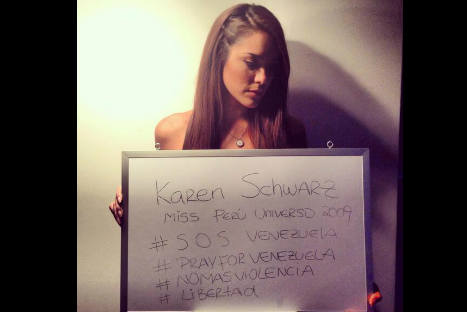 Karen Schwarz
MISS PERÚ UNIVERSO 2009
# SOS VENEZUELA
# PRAYFORVENEZUELA
# NOMASVIOLENCIA
# LIBERTAd